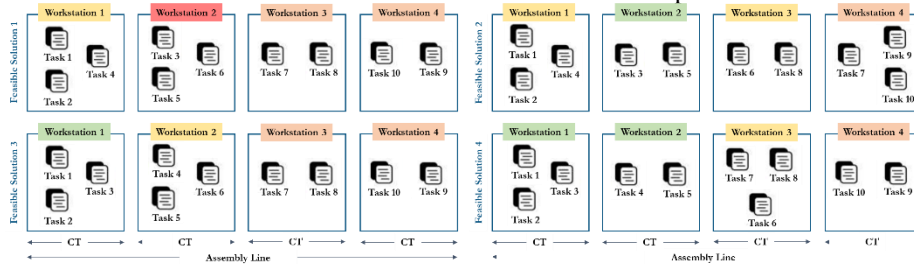 Feasible Solution 1
Workstation 1
Task 1
Task 4
Task 2
Workstation 2
Task 3
Task 6
Task 5
Workstation 3
Task 7
Task 8
Workstation 4
Task 10
Task 9
Feasible Solution 2
Workstation 1
Task 1
Task 4
Task 2
Workstation 2
Task 3
Task 5
Workstation 3
Task 6
Task 8
Workstation 4
Task 9
Task 7
Task 10
Feasible Solution 3
Workstation 1
Task 1
Task 3
Task 2
Workstation 2
Task 4
Task 6
Task 5
Workstation 3
Task 7
Task 8
Workstation 4
Task 10
Task 9
Feasible Solution 4
Workstation 1
Task 1
Task 3
Task 2
Workstation 2
Task 4
Task 5
Workstation 3
Task 7
Task 8
Task 6
Workstation 4
Task 10
Task 9
CT
CT
CT
CT
CT
CT
CT
CT
Assembly Line
Assembly Line